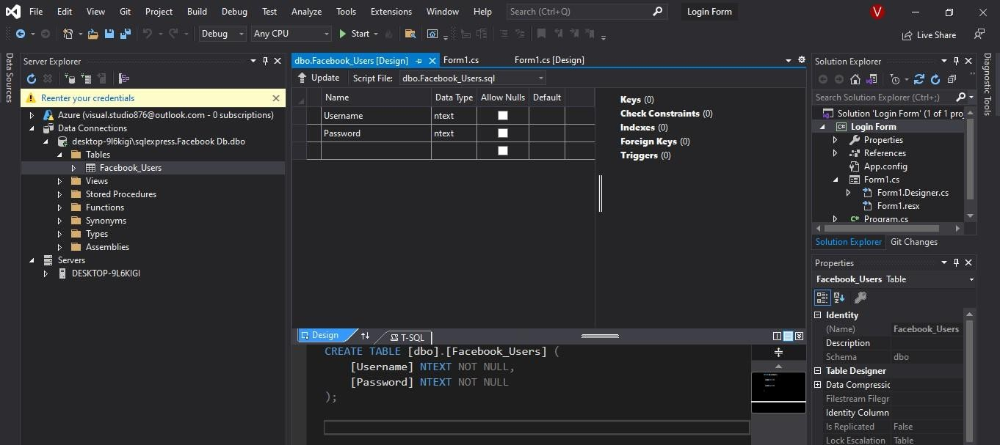 File Edit View Git Project Build Debug Test Analyze Tools Extensions Window Help Search (Ctrl+Q) Login Form V
Debug Any CPU Start Live Share
Data Sources
Server Explorer
Reenter your credentials
Azure (visual.studio876@outlook.com - 0 subscriptions)
Data Connections
desktop-9l6kigi\sqlexpress.Facebook Db.dbo
Tables
Facebook_Users
Views
Stored Procedures
Functions
Synonyms
Types
Assemblies
Servers
DESKTOP-9L6KIGI
dbo.Facebook_Users [Design] Form1.cs Form1.cs [Design]
Update Script File: dbo.Facebook_Users.sql
Name Data Type Allow Nulls Default
Username ntext
Password ntext
Keys (0)
Check Constraints (0)
Indexes (0)
Foreign Keys (0)
Triggers (0)
Design T-SQL
CREATE TABLE [dbo].[Facebook_Users] (
[Username] NTEXT NOT NULL,
[Password] NTEXT NOT NULL
);
Solution Explorer
Search Solution Explorer (Ctrl+;)
Solution 'Login Form' (1 of 1 proj
C# Login Form
Properties
References
App.config
Form1.cs
Form1.Designer.cs
Form1.resx
C# Program.cs
Solution Explorer Git Changes
Properties
Facebook_Users Table
Identity
(Name) Facebook_Users
Description
Schema dbo
Table Designer
Data Compressic
Filestream Filegr
Identity Column
Is Replicated False
Lock Escalation Table
Diagnostic Tools